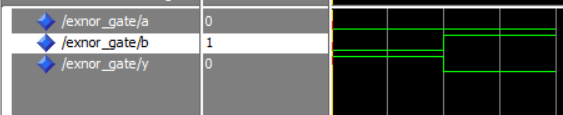 /exnor_gate/a 0
/exnor_gate/b 1
/exnor_gate/y 0